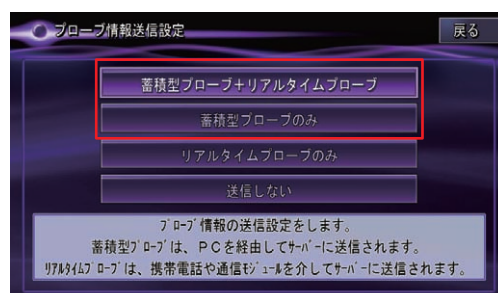 プローブ情報送信設定
戻る
蓄積型プローブ+リアルタイムプローブ
蓄積型プローブのみ
リアルタイムプローブのみ
送信しない
プローブ情報の送信設定をします。
蓄積型プローブは、PCを経由してサーバーに送信されます。
リアルタイムプローブは、携帯電話や通信モジュールを介してサーバーに送信されます。